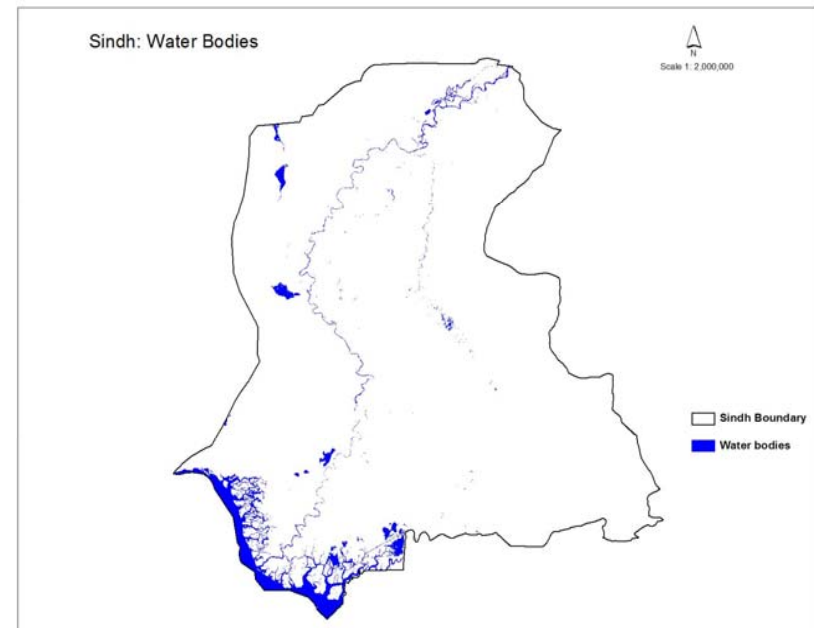 Sindh: Water Bodies
N
Scale 1: 2,000,000
Sindh Boundary
Water bodies